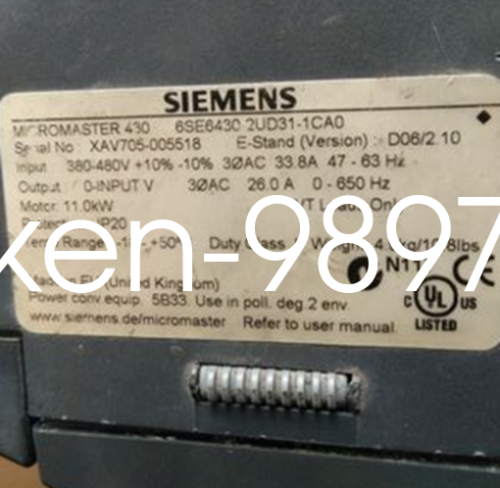 SIEMENS
MICROMASTER 430 6SE6430 2UD31-1CA0
Serial No : XAV705-005518 E-Stand (Version) : D06/2.10
Input : 380-480V +10% -10% 3ØAC 33.8A 47 - 63 Hz
Output : 0-INPUT V 3ØAC 26.0 A 0 - 650 Hz
Motor: 11.0kW
IP20
Duty Class
ken-9897
N11
Made in EU (United Kingdom)
Power conv.equip. 5B33. Use in poll. deg.2 env.
C UL US
www.siemens.de/micromaster Refer to user manual.
LISTED